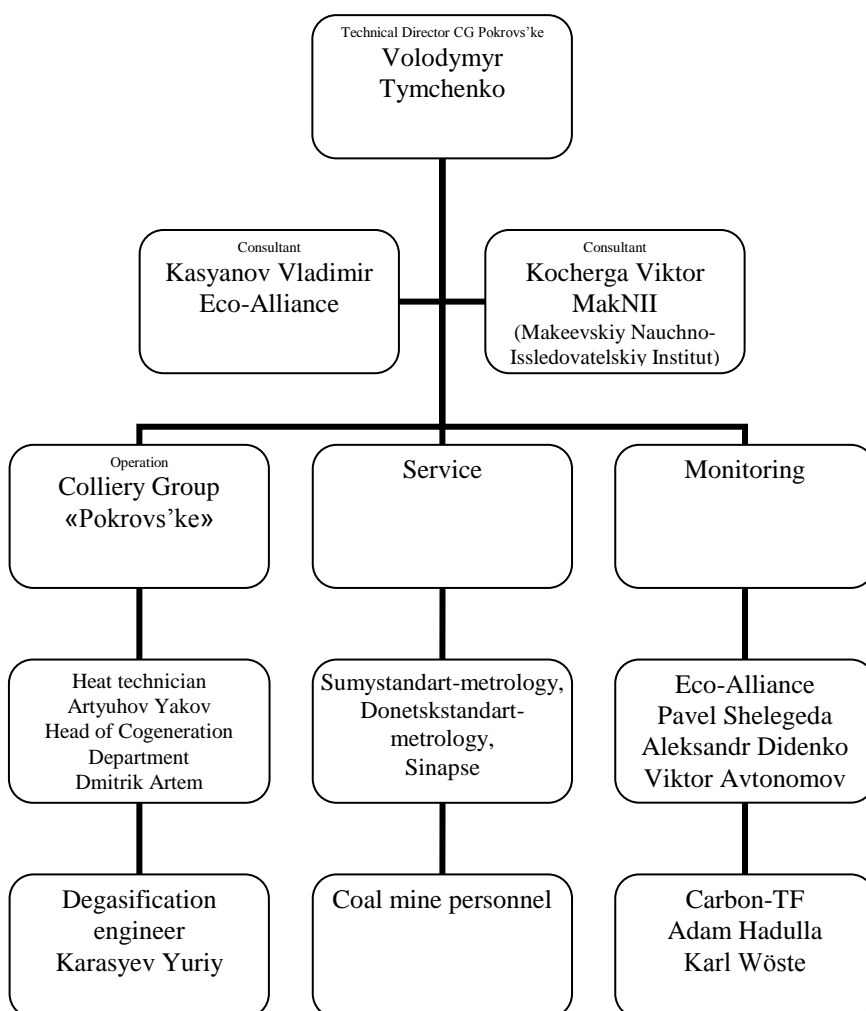 Technical Director CG Pokrovs’ke
Volodymyr
Tymchenko
Consultant
Kasyanov Vladimir
Eco-Alliance
Consultant
Kocherga Viktor
MakNII
(Makeevskiy Nauchno-
Issledovatelskiy Institut)
Operation
Colliery Group
«Pokrovs’ke»
Service
Monitoring
Heat technician
Artyuhov Yakov
Head of Cogeneration
Department
Dmitrik Artem
Sumystandart-metrology,
Donetskstandart-
metrology,
Sinapse
Eco-Alliance
Pavel Shelegeda
Aleksandr Didenko
Viktor Avtonomov
Degasification
engineer
Karasyev Yuriy
Coal mine personnel
Carbon-TF
Adam Hadulla
Karl Wöste